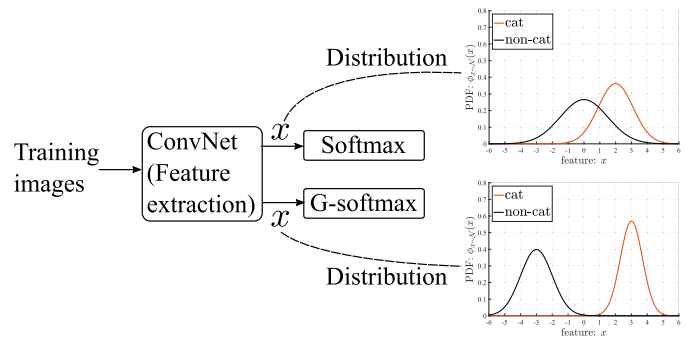 Training
images
ConvNet
(Feature
extraction)
x
Softmax
x
G-softmax
Distribution
Distribution
cat
non-cat
PDF: ϕx∼𝒩(x)
0.8
0.7
0.6
0.5
0.4
0.3
0.2
0.1
0
-6 -5 -4 -3 -2 -1 0 1 2 3 4 5 6
feature: x
cat
non-cat
PDF: ϕx∼𝒩(x)
0.8
0.7
0.6
0.5
0.4
0.3
0.2
0.1
0
-6 -5 -4 -3 -2 -1 0 1 2 3 4 5 6
feature: x